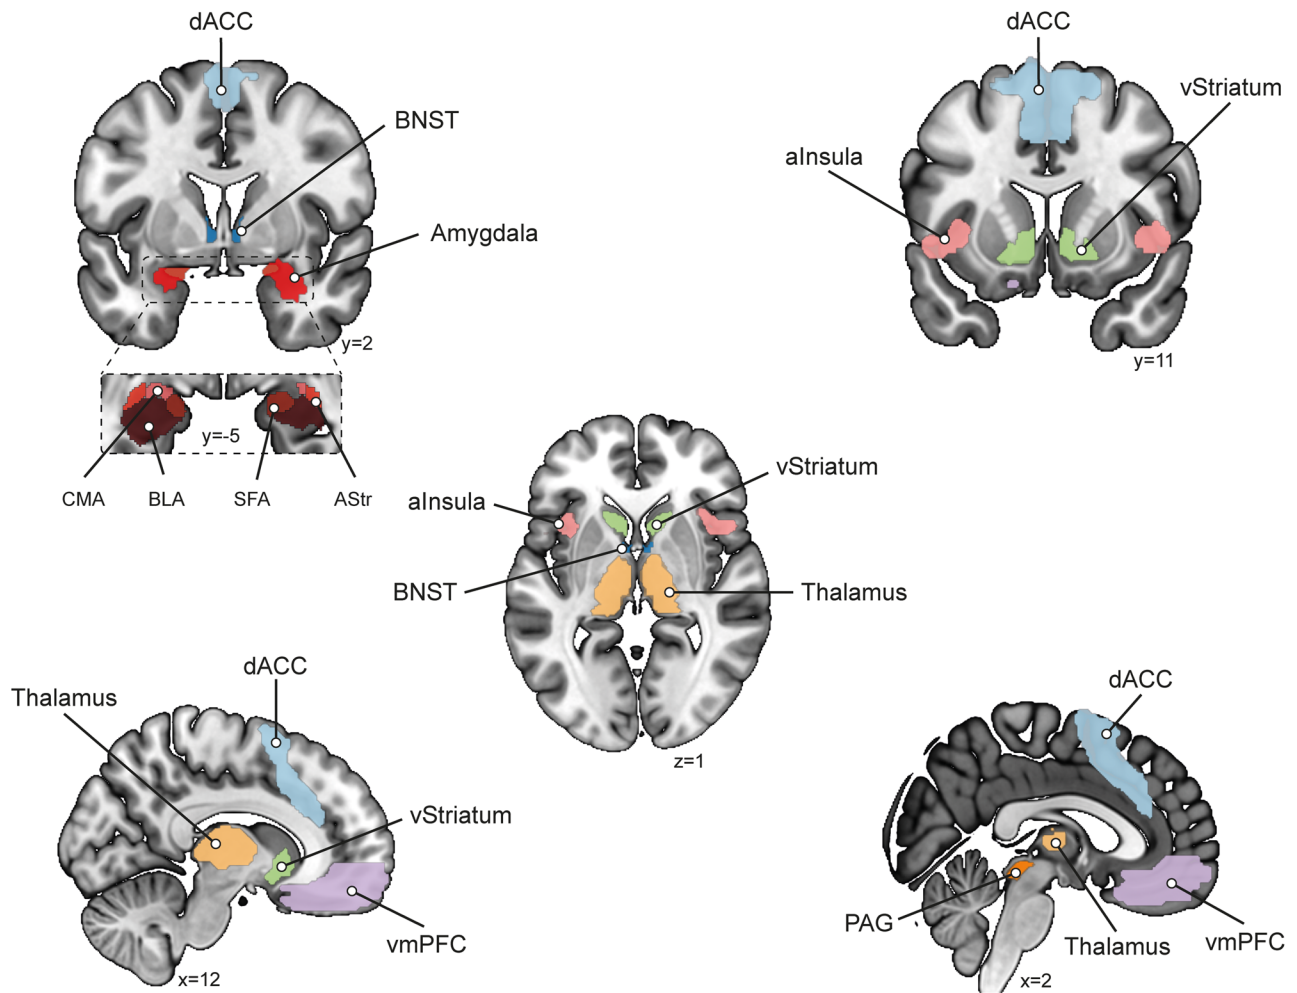 dACC
BNST
Amygdala
y=2
y=-5
CMA
BLA
SFA
AStr
dACC
vStriatum
aInsula
y=11
vStriatum
aInsula
BNST
Thalamus
z=1
dACC
Thalamus
vStriatum
vmPFC
x=12
dACC
PAG
Thalamus
vmPFC
x=2